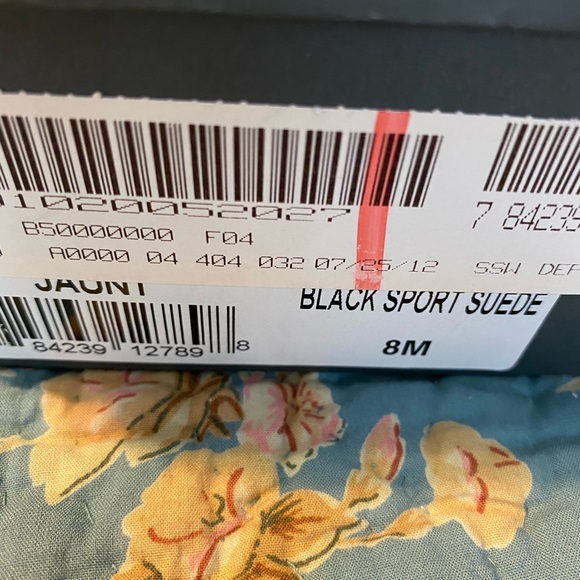 1020052027
7 84239
B50000000 F04
A0000 04 404 032 07/25/12 SSW DEF
JAUNT
BLACK SPORT SUEDE
84239 12789 8
8M